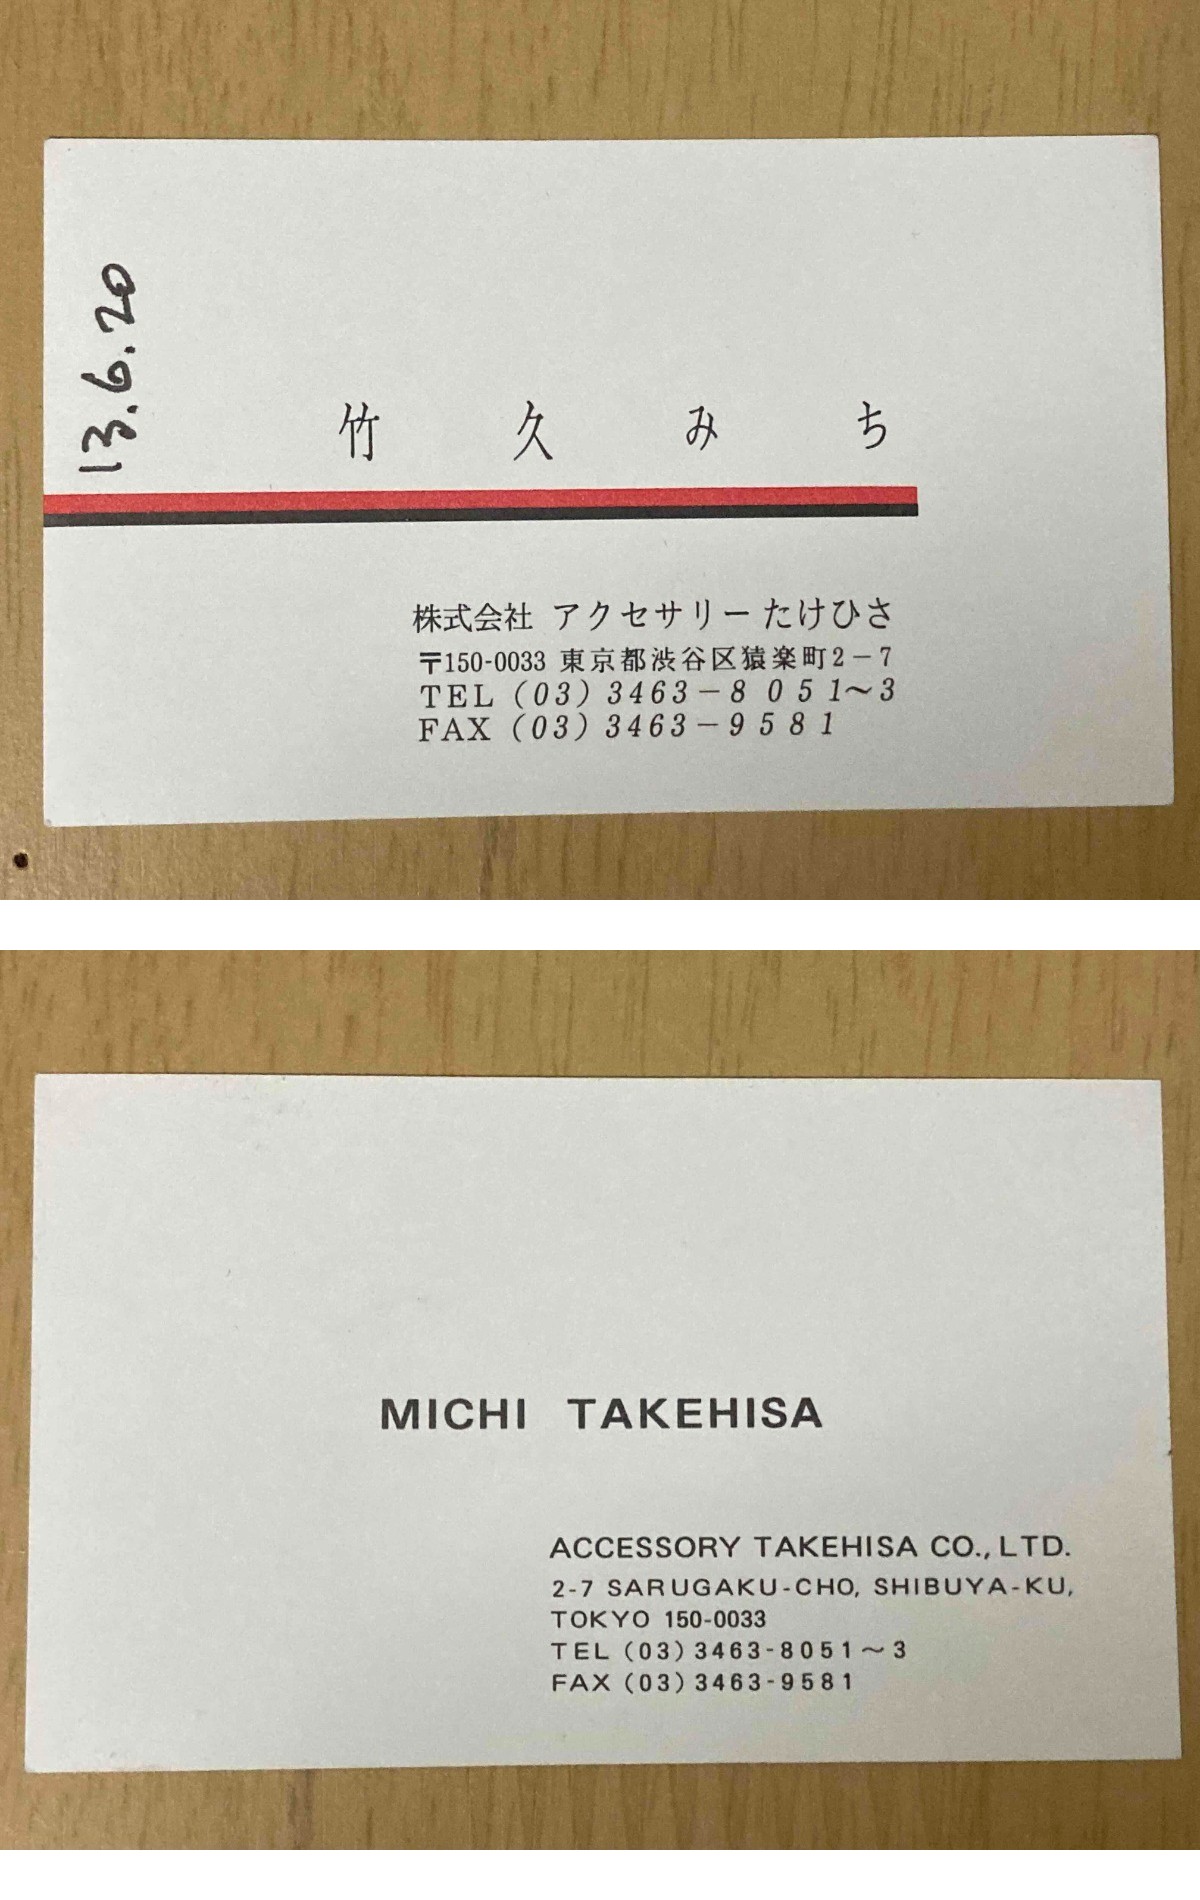 13.6.20
竹久みち
株式会社 アクセサリーたけひさ
〒150-0033 東京都渋谷区猿楽町2-7
TEL (03) 3463-8051~3
FAX (03) 3463-9581
MICHI TAKEHISA
ACCESSORY TAKEHISA CO., LTD.
2-7 SARUGAKU-CHO, SHIBUYA-KU,
TOKYO 150-0033
TEL (03) 3463-8051~3
FAX (03) 3463-9581